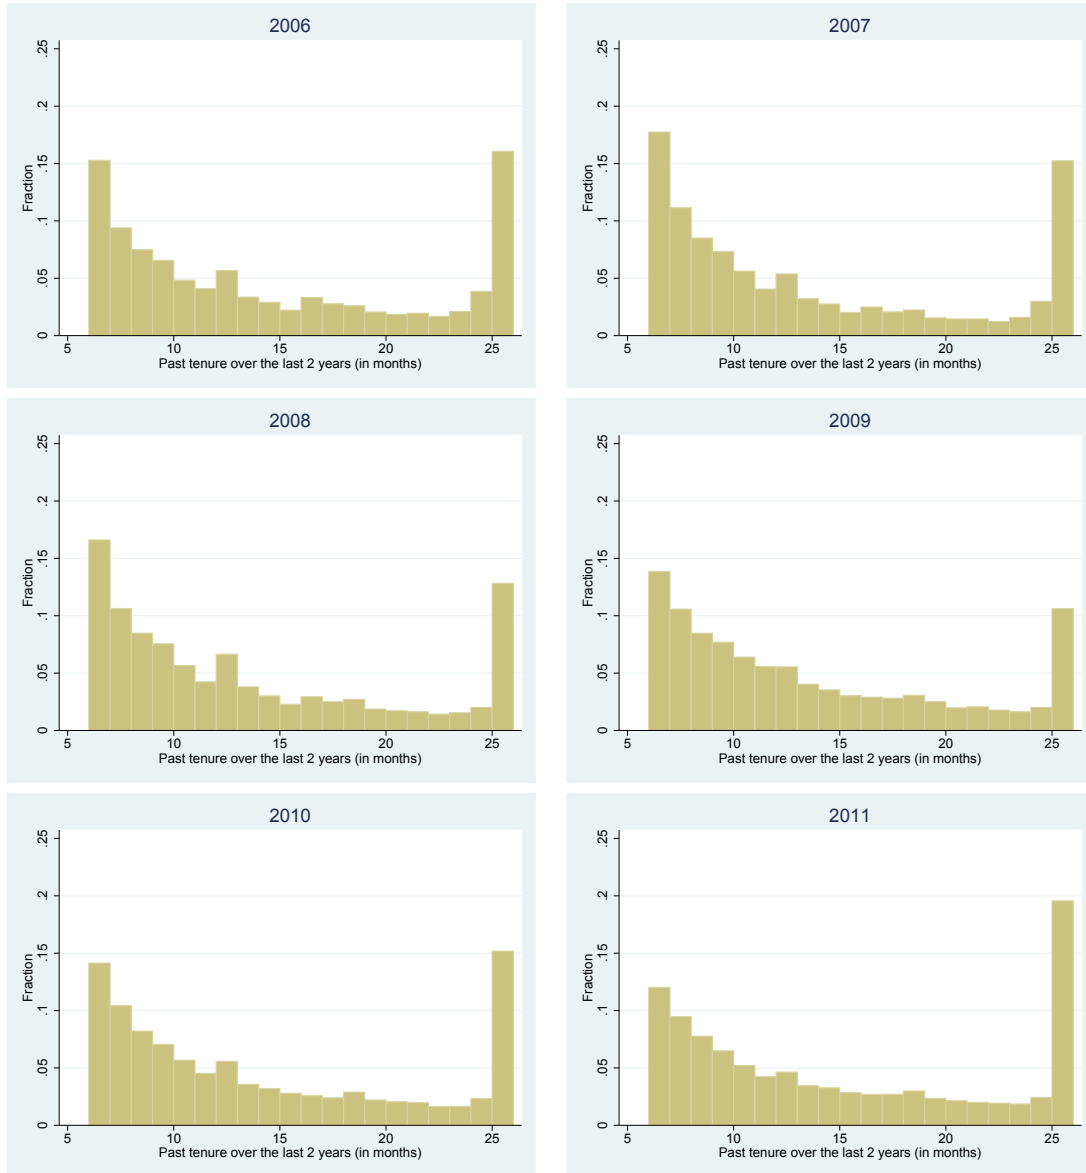 2006
.25
.2
.15
.1
.05
0
Fraction
5 10 15 20 25
Past tenure over the last 2 years (in months)
2007
.25
.2
.15
.1
.05
0
Fraction
5 10 15 20 25
Past tenure over the last 2 years (in months)
2008
.25
.2
.15
.1
.05
0
Fraction
5 10 15 20 25
Past tenure over the last 2 years (in months)
2009
.25
.2
.15
.1
.05
0
Fraction
5 10 15 20 25
Past tenure over the last 2 years (in months)
2010
.25
.2
.15
.1
.05
0
Fraction
5 10 15 20 25
Past tenure over the last 2 years (in months)
2011
.25
.2
.15
.1
.05
0
Fraction
5 10 15 20 25
Past tenure over the last 2 years (in months)